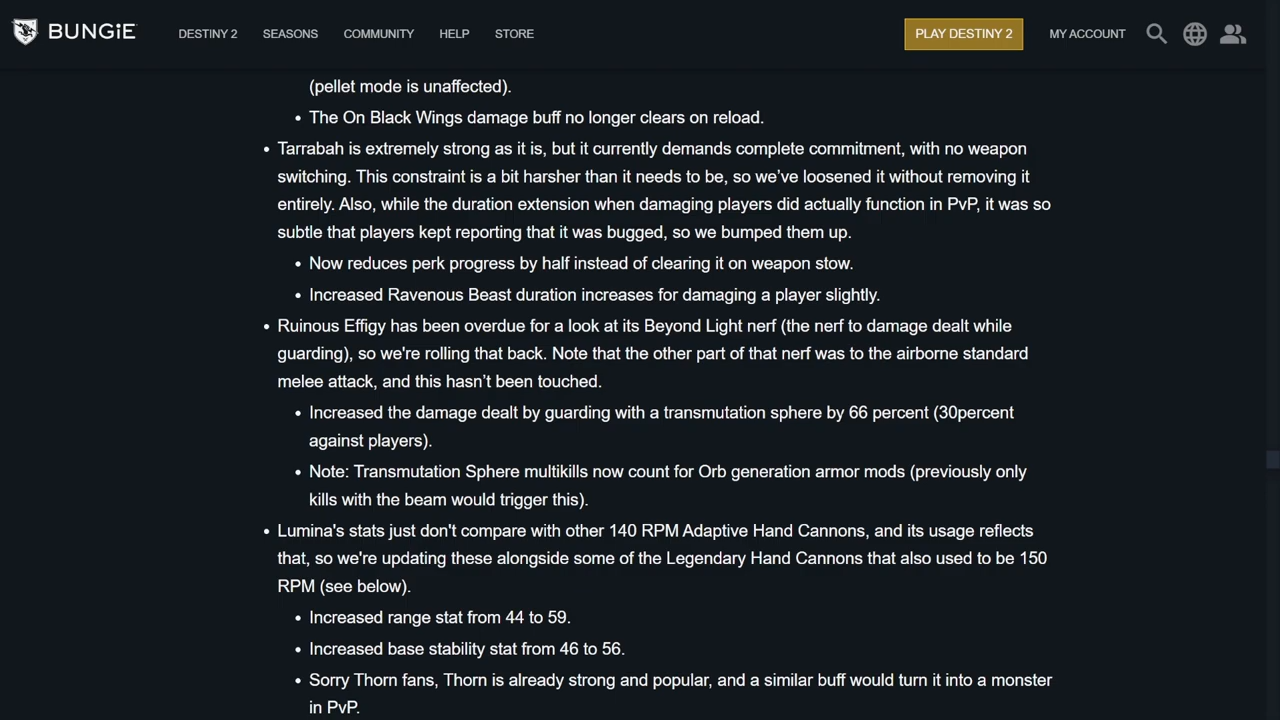 BUNGiE
DESTINY 2 SEASONS COMMUNITY HELP STORE PLAY DESTINY 2 MY ACCOUNT
(pellet mode is unaffected).
• The On Black Wings damage buff no longer clears on reload.
• Tarrabah is extremely strong as it is, but it currently demands complete commitment, with no weapon
switching. This constraint is a bit harsher than it needs to be, so we’ve loosened it without removing it
entirely. Also, while the duration extension when damaging players did actually function in PvP, it was so
subtle that players kept reporting that it was bugged, so we bumped them up.
• Now reduces perk progress by half instead of clearing it on weapon stow.
• Increased Ravenous Beast duration increases for damaging a player slightly.
• Ruinous Effigy has been overdue for a look at its Beyond Light nerf (the nerf to damage dealt while
guarding), so we're rolling that back. Note that the other part of that nerf was to the airborne standard
melee attack, and this hasn’t been touched.
• Increased the damage dealt by guarding with a transmutation sphere by 66 percent (30percent
against players).
• Note: Transmutation Sphere multikills now count for Orb generation armor mods (previously only
kills with the beam would trigger this).
• Lumina's stats just don't compare with other 140 RPM Adaptive Hand Cannons, and its usage reflects
that, so we're updating these alongside some of the Legendary Hand Cannons that also used to be 150
RPM (see below).
• Increased range stat from 44 to 59.
• Increased base stability stat from 46 to 56.
• Sorry Thorn fans, Thorn is already strong and popular, and a similar buff would turn it into a monster
in PvP.